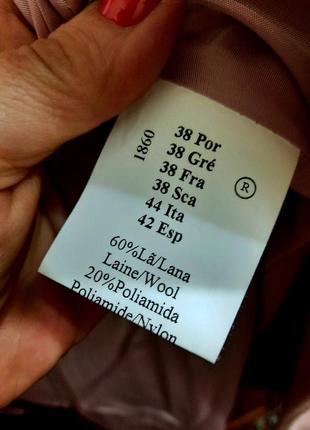 1860
38 Por
38 Gré
38 Fra
38 Sca
44 Ita
42 Esp
®
60%Lã/Lana
Laine/Wool
20%Poliamida
Poliamide/Nylon